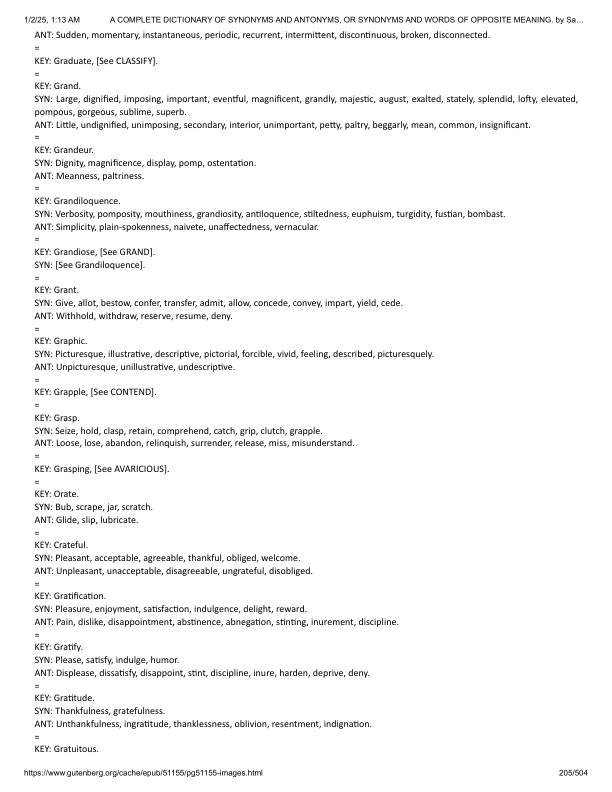 1/2/25, 1:13 AM A COMPLETE DICTIONARY OF SYNONYMS AND ANTONYMS, OR SYNONYMS AND WORDS OF OPPOSITE MEANING. by Sa…
ANT: Sudden, momentary, instantaneous, periodic, recurrent, intermittent, discontinuous, broken, disconnected.
=
KEY: Graduate, [See CLASSIFY].
=
KEY: Grand.
SYN: Large, dignified, imposing, important, eventful, magnificent, grandly, majestic, august, exalted, stately, splendid, lofty, elevated,
pompous, gorgeous, sublime, superb.
ANT: Little, undignified, unimposing, secondary, interior, unimportant, petty, paltry, beggarly, mean, common, insignificant.
=
KEY: Grandeur.
SYN: Dignity, magnificence, display, pomp, ostentation.
ANT: Meanness, paltriness.
=
KEY: Grandiloquence.
SYN: Verbosity, pomposity, mouthiness, grandiosity, antiloquence, stiltedness, euphuism, turgidity, fustian, bombast.
ANT: Simplicity, plain-spokenness, naivete, unaffectedness, vernacular.
=
KEY: Grandiose, [See GRAND].
SYN: [See Grandiloquence].
=
KEY: Grant.
SYN: Give, allot, bestow, confer, transfer, admit, allow, concede, convey, impart, yield, cede.
ANT: Withhold, withdraw, reserve, resume, deny.
=
KEY: Graphic.
SYN: Picturesque, illustrative, descriptive, pictorial, forcible, vivid, feeling, described, picturesquely.
ANT: Unpicturesque, unillustrative, undescriptive.
=
KEY: Grapple, [See CONTEND].
=
KEY: Grasp.
SYN: Seize, hold, clasp, retain, comprehend, catch, grip, clutch, grapple.
ANT: Loose, lose, abandon, relinquish, surrender, release, miss, misunderstand.
=
KEY: Grasping, [See AVARICIOUS].
=
KEY: Orate.
SYN: Bub, scrape, jar, scratch.
ANT: Glide, slip, lubricate.
=
KEY: Crateful.
SYN: Pleasant, acceptable, agreeable, thankful, obliged, welcome.
ANT: Unpleasant, unacceptable, disagreeable, ungrateful, disobliged.
=
KEY: Gratification.
SYN: Pleasure, enjoyment, satisfaction, indulgence, delight, reward.
ANT: Pain, dislike, disappointment, abstinence, abnegation, stinting, inurement, discipline.
=
KEY: Gratify.
SYN: Please, satisfy, indulge, humor.
ANT: Displease, dissatisfy, disappoint, stint, discipline, inure, harden, deprive, deny.
=
KEY: Gratitude.
SYN: Thankfulness, gratefulness.
ANT: Unthankfulness, ingratitude, thanklessness, oblivion, resentment, indignation.
=
KEY: Gratuitous.
https://www.gutenberg.org/cache/epub/51155/pg51155-images.html 205/504